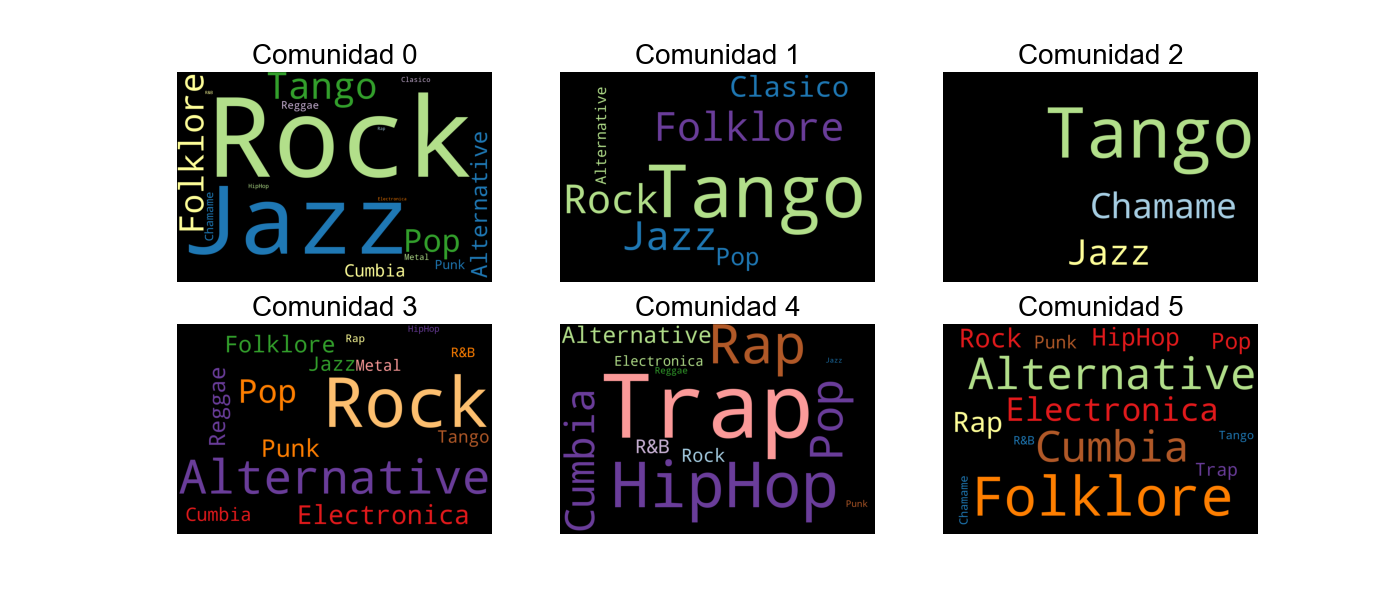 Comunidad 0
Tango
Clasico
R&B
Reggae
Folklore
Rock
Rap
Alternative
HipHop
Jazz
Chamame
Electronica
Pop
Metal
Punk
Cumbia
Comunidad 1
Clasico
Alternative
Folklore
Tango
Rock
Jazz
Pop
Comunidad 2
Tango
Chamame
Jazz
Comunidad 3
HipHop
Folklore
Rap
R&B
Jazz
Metal
Reggae
Pop
Rock
Tango
Punk
Alternative
Cumbia
Electronica
Comunidad 4
Alternative
Rap
Electronica
Jazz
Reggae
Trap
Pop
Cumbia
R&B
Rock
HipHop
Punk
Comunidad 5
Rock
Punk
HipHop
Pop
Alternative
Rap
Electronica
R&B
Cumbia
Tango
Trap
Chamame
Folklore